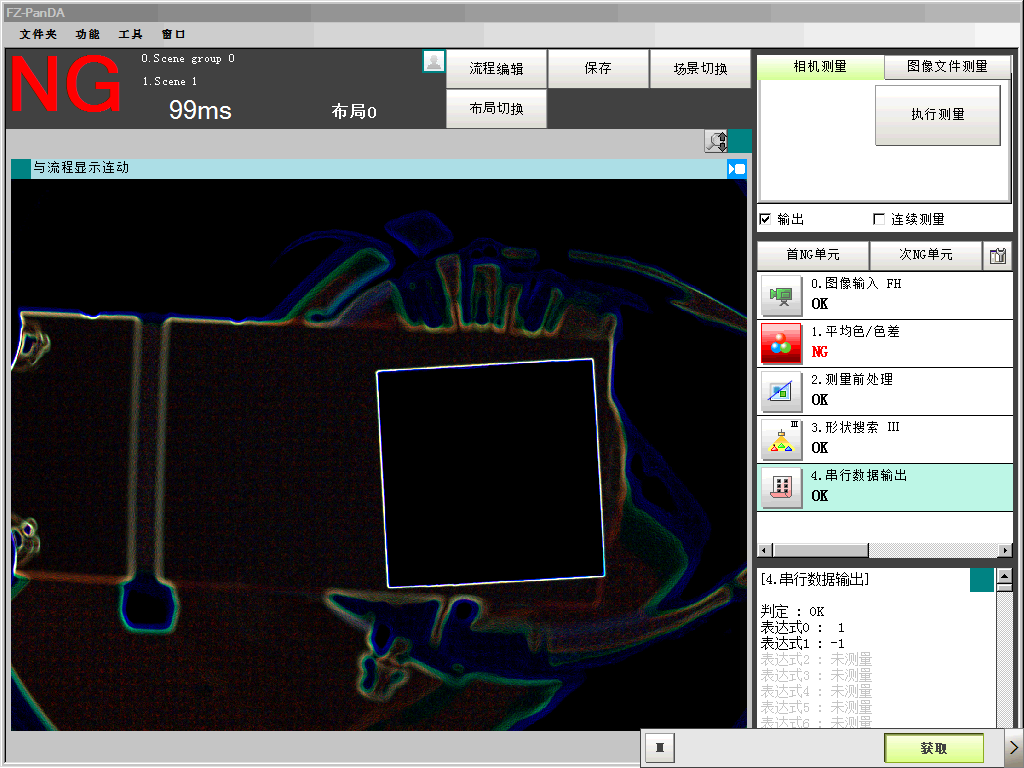 FZ-PanDA
文件夹 功能 工具 窗口
NG
0.Scene group 0
1.Scene 1
99ms
布局0
流程编辑 保存 场景切换
布局切换
相机测量 图像文件测量
执行测量
输出 连续测量
与流程显示连动
首NG单元 次NG单元
0.图像输入 FH
OK
1.平均色/色差
NG
2.测量前处理
OK
III
3.形状搜索 III
OK
4.串行数据输出
OK
[4.串行数据输出]
判定 : OK
表达式0 : 1
表达式1 : -1
表达式2 : 未测量
表达式3 : 未测量
表达式4 : 未测量
表达式5 : 未测量
表达式6 : 未测量
获取